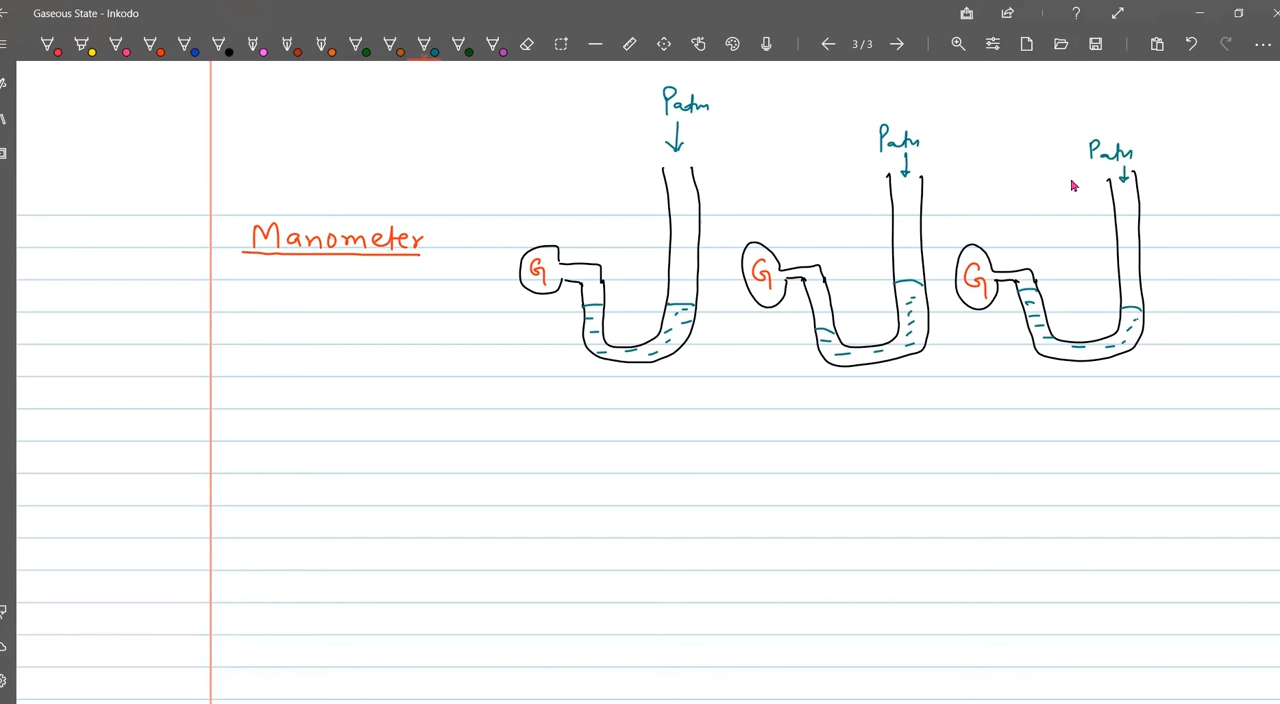 Gaseous State - Inkodo
3/3
Patm
Patm
Patm
Manometer
G
G
G